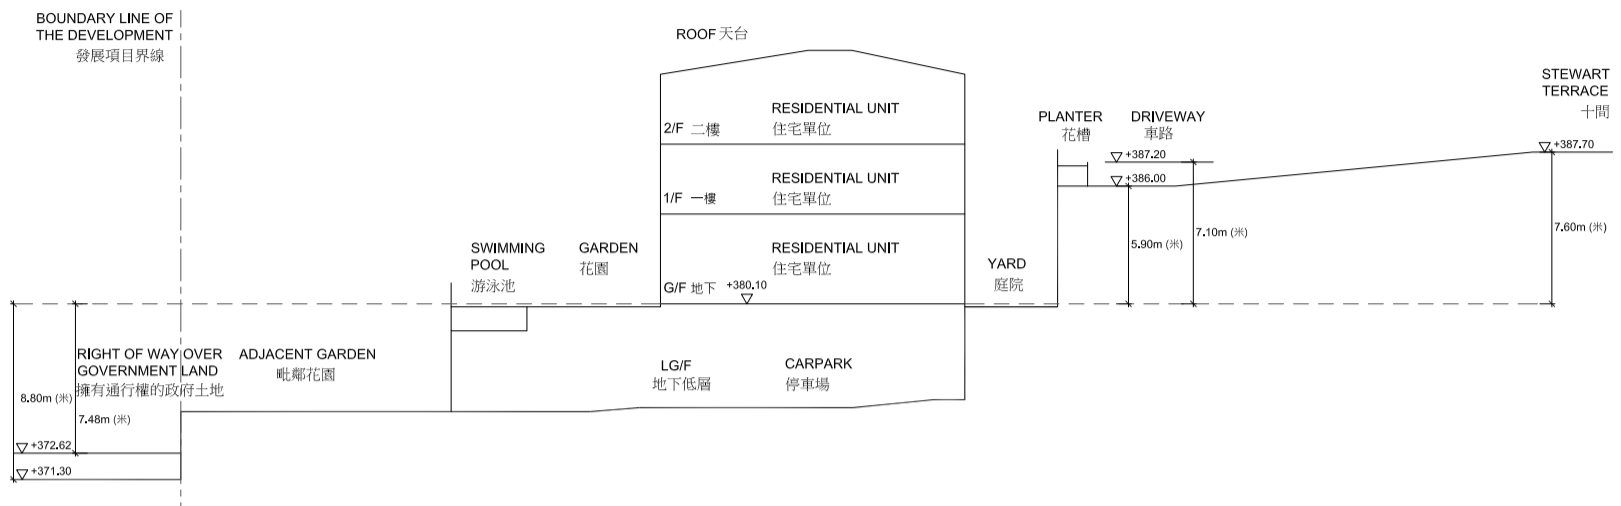 BOUNDARY LINE OF
THE DEVELOPMENT
發展項目界線
ROOF 天台
STEWART
TERRACE
十間
RESIDENTIAL UNIT
2/F 二樓 住宅單位
PLANTER
花槽
DRIVEWAY
車路
+387.20
+387.70
+386.00
RESIDENTIAL UNIT
1/F 一樓 住宅單位
5.90m (米)
7.10m (米)
7.60m (米)
SWIMMING
POOL
游泳池
GARDEN
花園
RESIDENTIAL UNIT
住宅單位
G/F 地下 +380.10
YARD
庭院
RIGHT OF WAY OVER
GOVERNMENT LAND
擁有通行權的政府土地
ADJACENT GARDEN
毗鄰花園
LG/F
地下低層
CARPARK
停車場
8.80m (米)
7.48m (米)
+372.62
+371.30